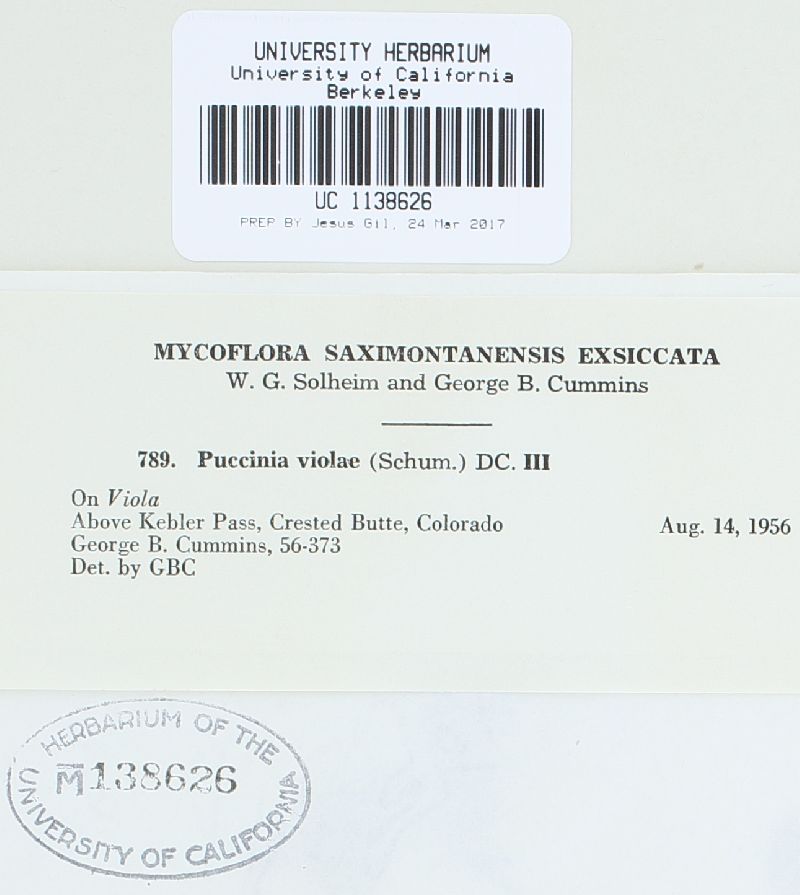 UNIVERSITY HERBARIUM
University of California
Berkeley
UC 1138626
PREP BY Jesus Gil, 24 Mar 2017
MYCOFLORA SAXIMONTANENSIS EXSICCATA
W. G. Solheim and George B. Cummins
789. Puccinia violae (Schum.) DC. III
On Viola
Above Kebler Pass, Crested Butte, Colorado Aug. 14, 1956
George B. Cummins, 56-373
Det. by GBC
HERBARIUM OF THE
M138626
UNIVERSITY OF CALIFORNIA